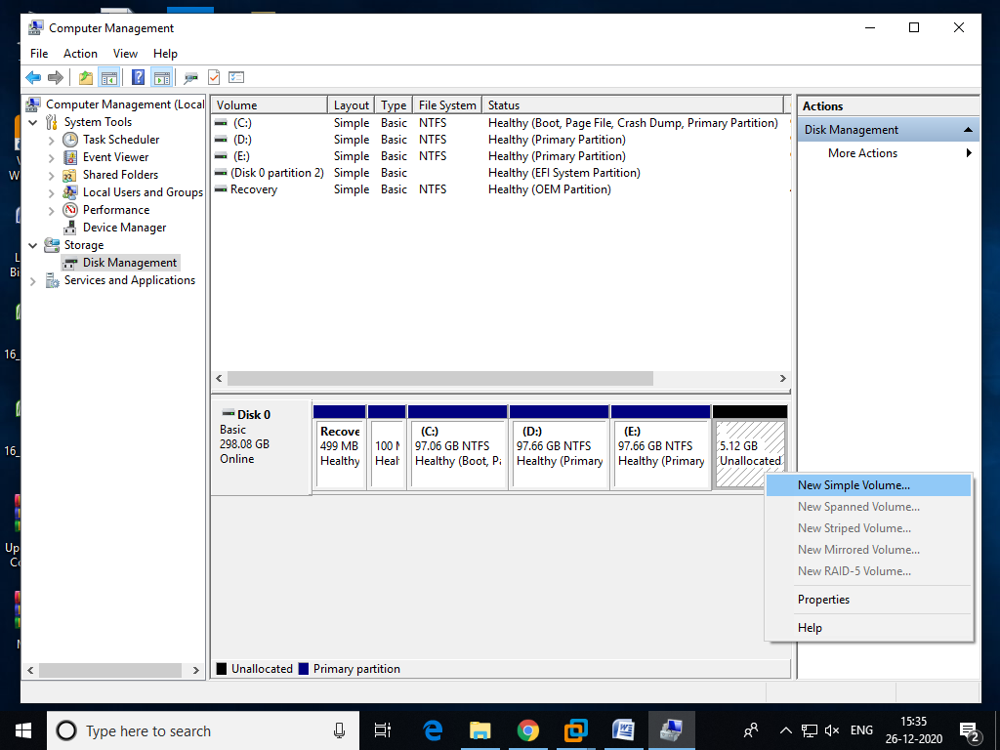 Computer Management
File Action View Help
Computer Management (Local
System Tools
Task Scheduler
Event Viewer
Shared Folders
Local Users and Groups
Performance
Device Manager
Storage
Disk Management
Services and Applications
Volume Layout Type File System Status
(C:) Simple Basic NTFS Healthy (Boot, Page File, Crash Dump, Primary Partition)
(D:) Simple Basic NTFS Healthy (Primary Partition)
(E:) Simple Basic NTFS Healthy (Primary Partition)
(Disk 0 partition 2) Simple Basic Healthy (EFI System Partition)
Recovery Simple Basic NTFS Healthy (OEM Partition)
Disk 0
Basic
298.08 GB
Online
Recove
499 MB
Healthy
100 M
Healt
(C:)
97.06 GB NTFS
Healthy (Boot, Pa
(D:)
97.66 GB NTFS
Healthy (Primary
(E:)
97.66 GB NTFS
Healthy (Primary
5.12 GB
Unallocated
Unallocated Primary partition
Actions
Disk Management
More Actions
New Simple Volume...
New Spanned Volume...
New Striped Volume...
New Mirrored Volume...
New RAID-5 Volume...
Properties
Help
16_
16_
Up
Type here to search
ENG
15:35
26-12-2020
2